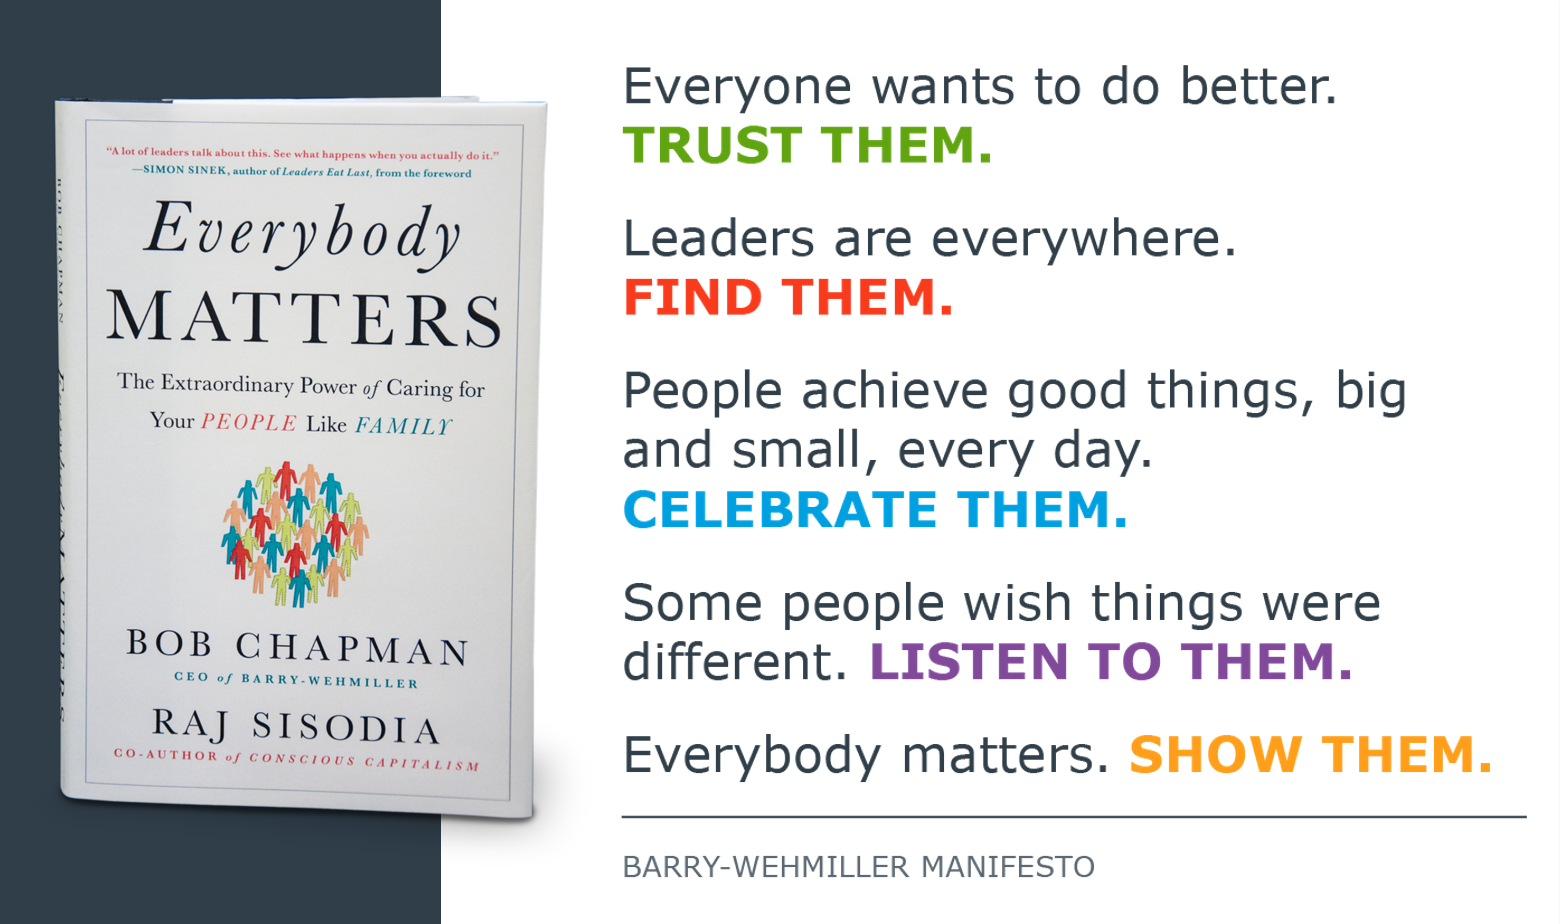 "A lot of leaders talk about this. See what happens when you actually do it."
—SIMON SINEK, author of Leaders Eat Last, from the foreword
Everybody
MATTERS
The Extraordinary Power of Caring for
Your PEOPLE Like FAMILY
BOB CHAPMAN
CEO of BARRY-WEHMILLER
RAJ SISODIA
CO-AUTHOR of CONSCIOUS CAPITALISM
BOB CHAPMAN
Everyone wants to do better.
TRUST THEM.
Leaders are everywhere.
FIND THEM.
People achieve good things, big
and small, every day.
CELEBRATE THEM.
Some people wish things were
different. LISTEN TO THEM.
Everybody matters. SHOW THEM.
BARRY-WEHMILLER MANIFESTO